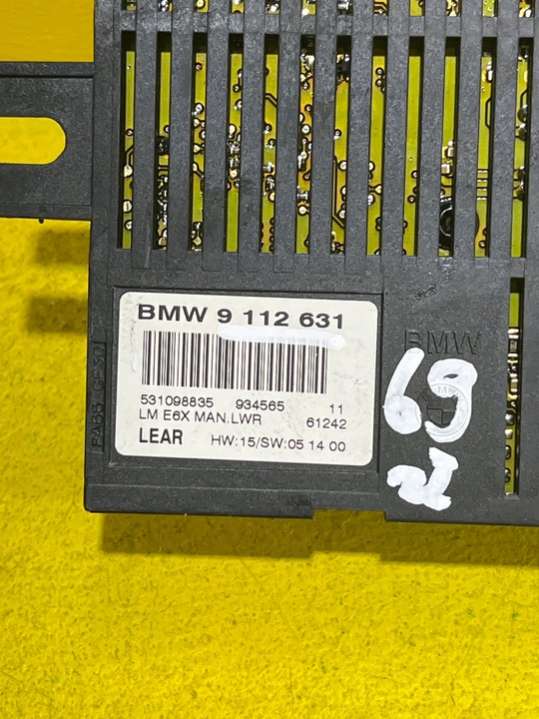 BMW 9 112 631
531098835 934565 11
LM E6X MAN.LWR 61242
LEAR HW:15/SW:05 14 00
BMW